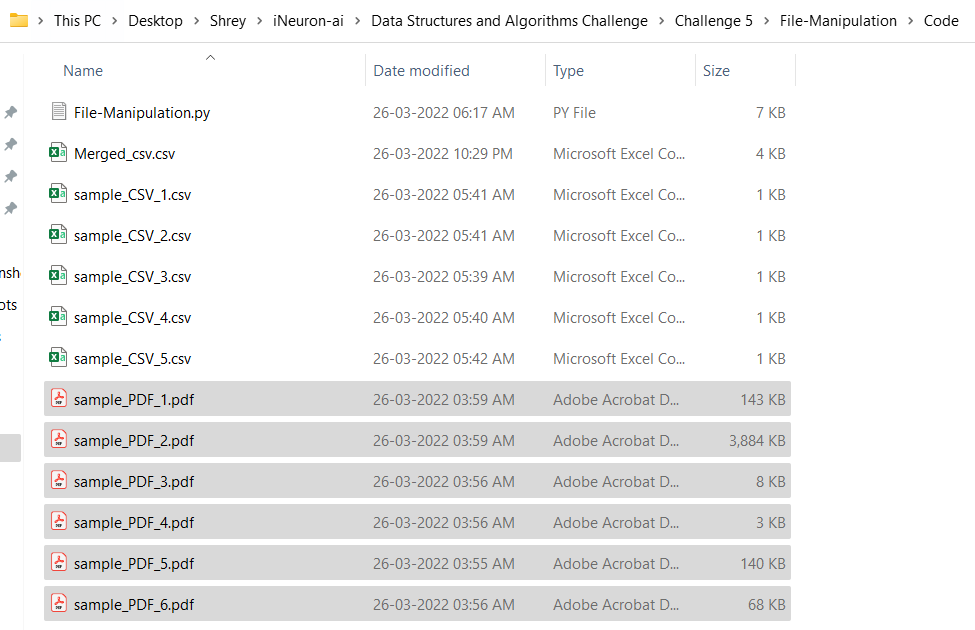 This PC > Desktop > Shrey > iNeuron-ai > Data Structures and Algorithms Challenge > Challenge 5 > File-Manipulation > Code
Name Date modified Type Size
File-Manipulation.py 26-03-2022 06:17 AM PY File 7 KB
Merged_csv.csv 26-03-2022 10:29 PM Microsoft Excel Co... 4 KB
sample_CSV_1.csv 26-03-2022 05:41 AM Microsoft Excel Co... 1 KB
sample_CSV_2.csv 26-03-2022 05:41 AM Microsoft Excel Co... 1 KB
nsh
sample_CSV_3.csv 26-03-2022 05:39 AM Microsoft Excel Co... 1 KB
ots
sample_CSV_4.csv 26-03-2022 05:40 AM Microsoft Excel Co... 1 KB
sample_CSV_5.csv 26-03-2022 05:42 AM Microsoft Excel Co... 1 KB
sample_PDF_1.pdf 26-03-2022 03:59 AM Adobe Acrobat D... 143 KB
sample_PDF_2.pdf 26-03-2022 03:59 AM Adobe Acrobat D... 3,884 KB
sample_PDF_3.pdf 26-03-2022 03:56 AM Adobe Acrobat D... 8 KB
sample_PDF_4.pdf 26-03-2022 03:56 AM Adobe Acrobat D... 3 KB
sample_PDF_5.pdf 26-03-2022 03:55 AM Adobe Acrobat D... 140 KB
sample_PDF_6.pdf 26-03-2022 03:56 AM Adobe Acrobat D... 68 KB